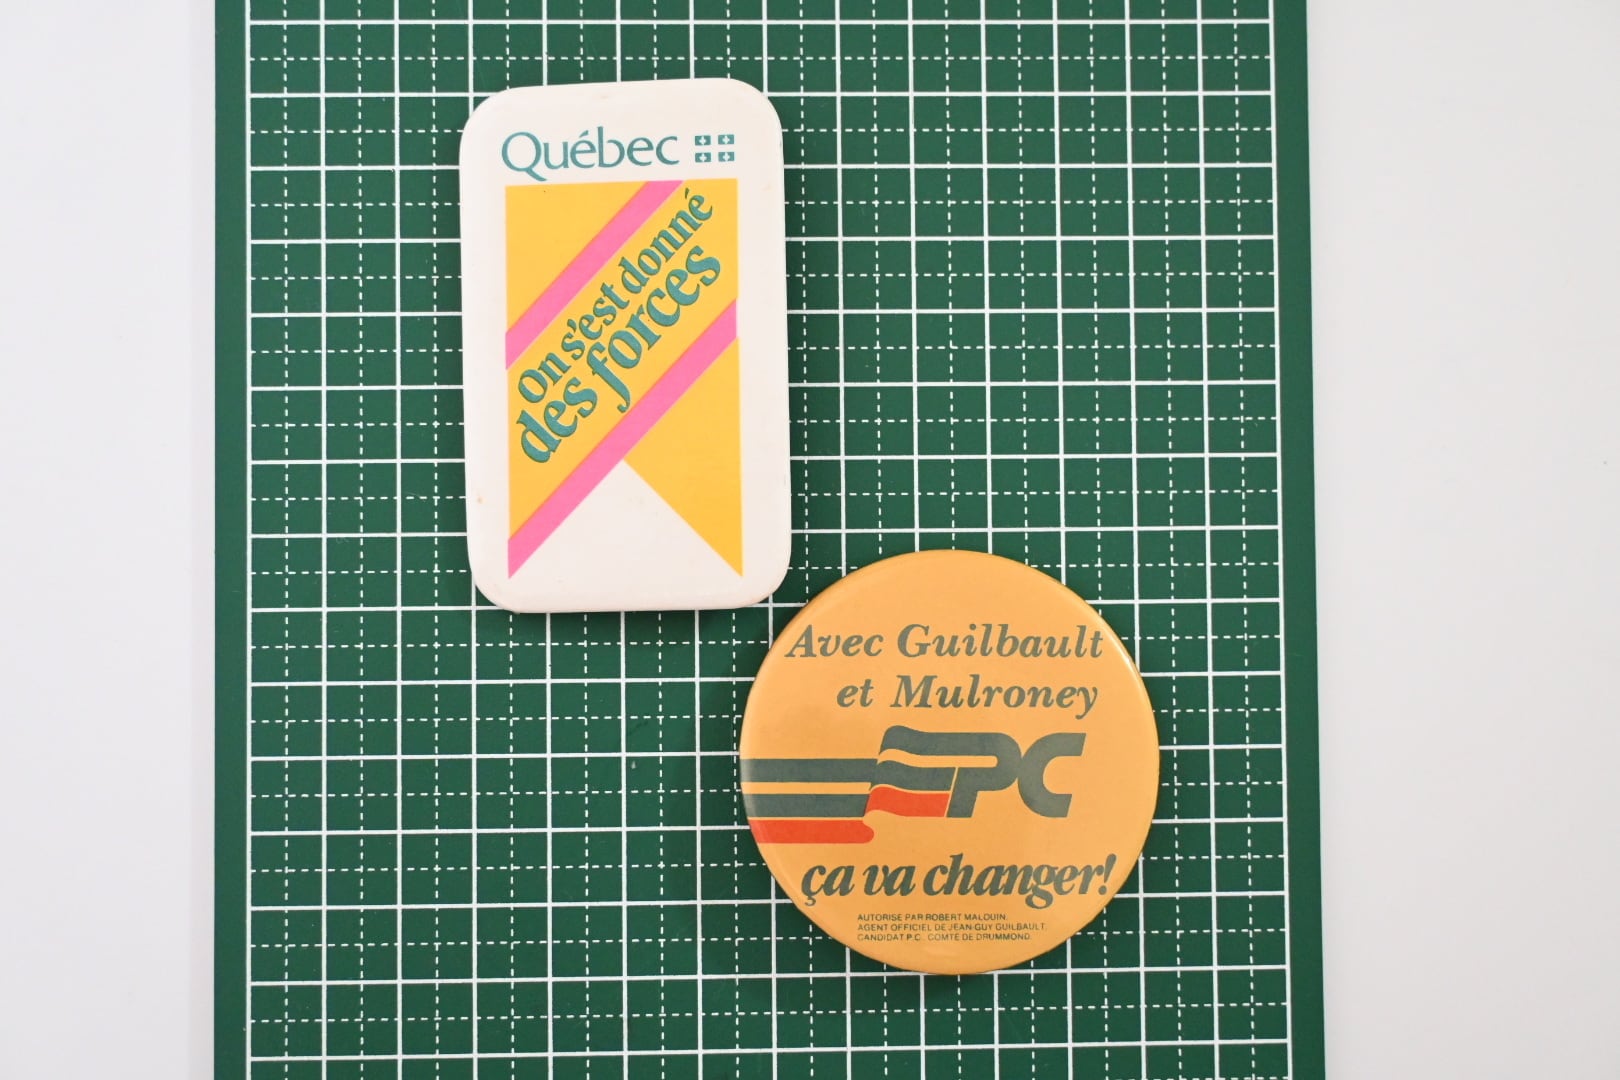 Québec
On s'est donné
des forces
Avec Guilbault
et Mulroney
PC
ça va changer!
AUTORISÉ PAR ROBERT MALOUIN.
AGENT OFFICIEL DE JEAN-GUY GUILBAULT.
CANDIDAT P.C. COMTÉ DE DRUMMOND.